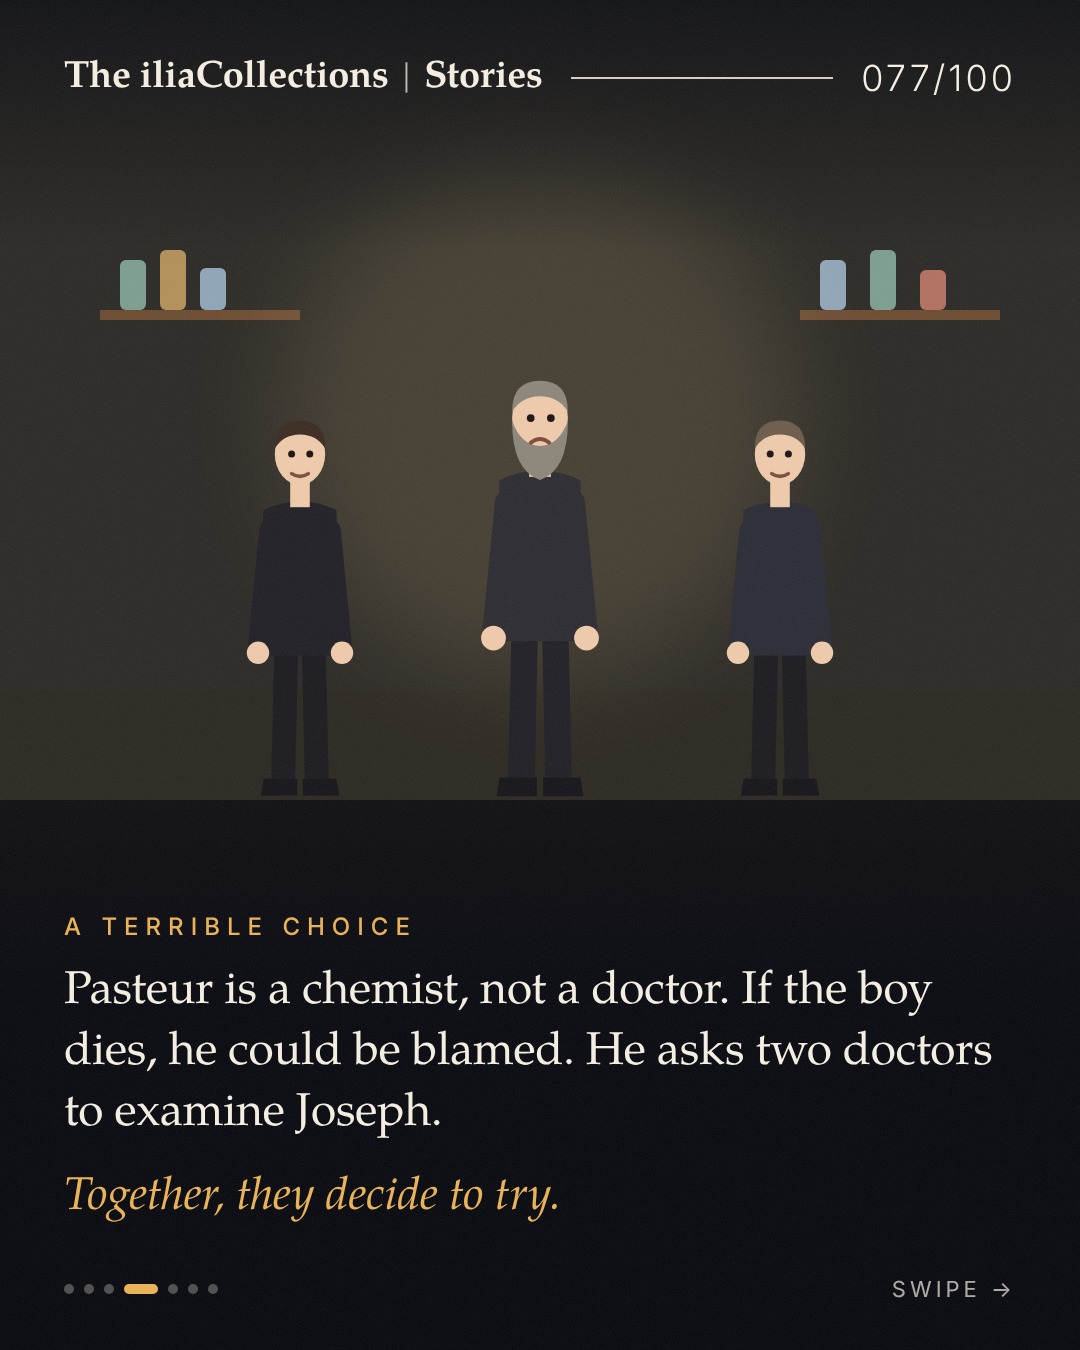 The iliaCollections | Stories 077/100
A TERRIBLE CHOICE
Pasteur is a chemist, not a doctor. If the boy
dies, he could be blamed. He asks two doctors
to examine Joseph.
Together, they decide to try.
SWIPE →